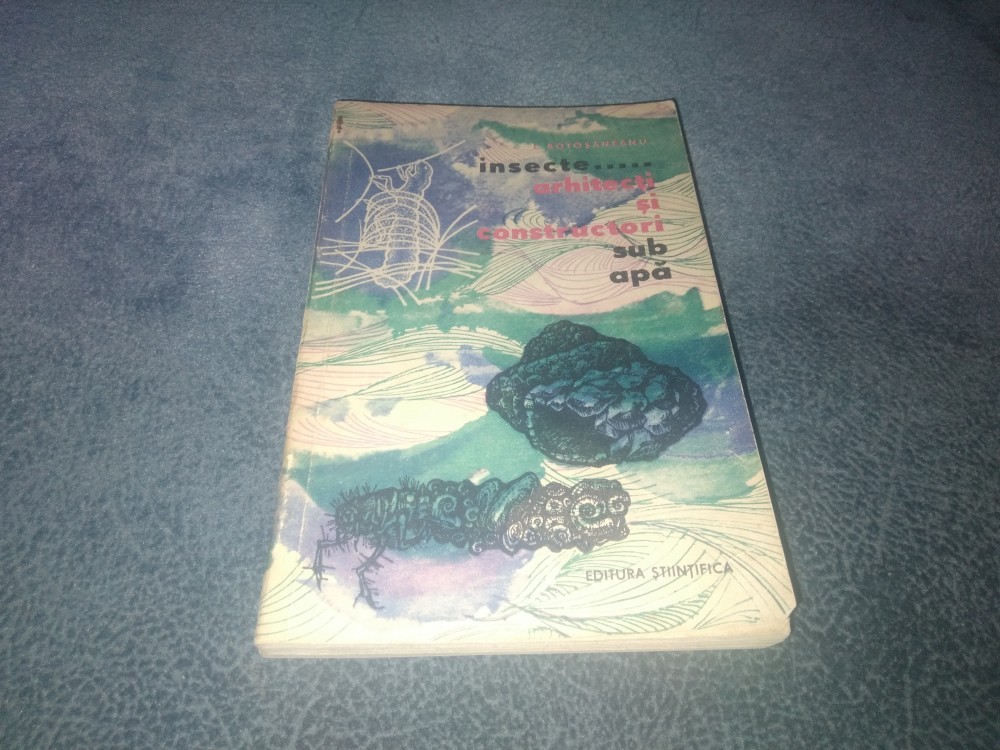 BOTOȘĂNEANU
insecte.....
arhitecți
și
constructori
sub
apă
EDITURA ȘTIINȚIFICĂ